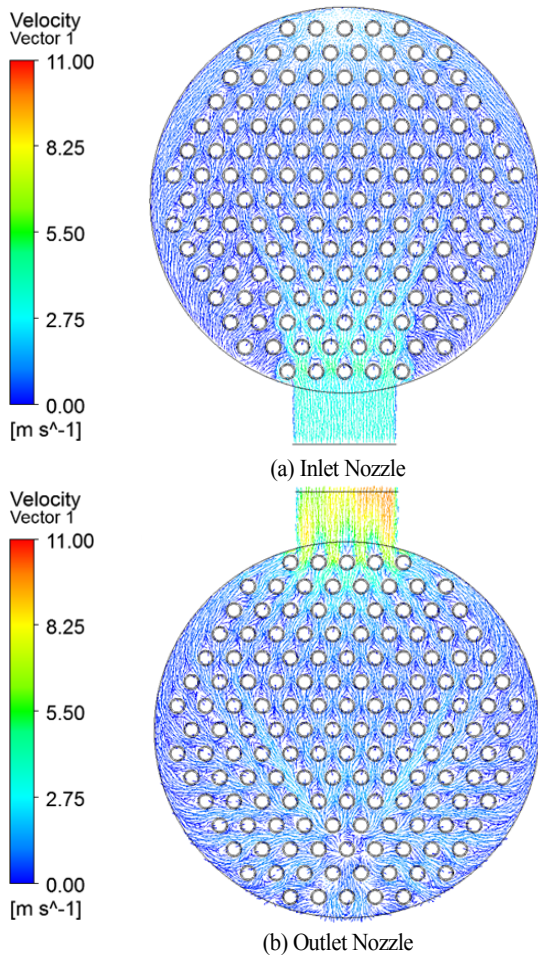 Velocity
Vector 1
11.00
8.25
5.50
2.75
0.00
[m s^-1]
(a) Inlet Nozzle
Velocity
Vector 1
11.00
8.25
5.50
2.75
0.00
[m s^-1]
(b) Outlet Nozzle